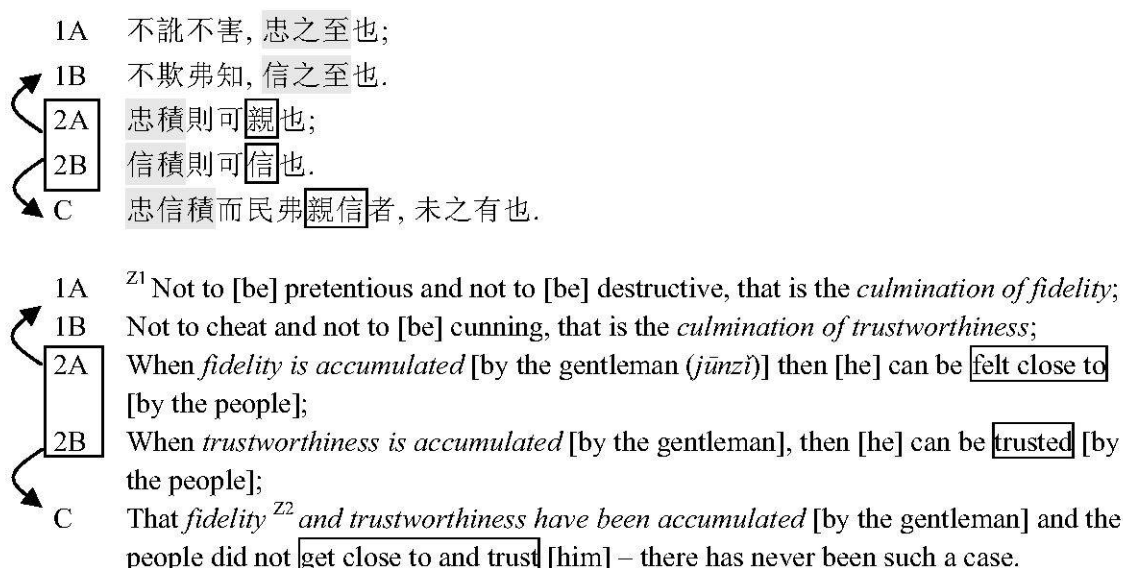 1A 不訿不害, 忠之至也;
1B 不欺弗知, 信之至也.
2A 忠積則可親也;
2B 信積則可信也.
C 忠信積而民弗親信者, 未之有也.
1A Z1 Not to [be] pretentious and not to [be] destructive, that is the culmination of fidelity;
1B Not to cheat and not to [be] cunning, that is the culmination of trustworthiness;
2A When fidelity is accumulated [by the gentleman (jūnzǐ)] then [he] can be felt close to
[by the people];
2B When trustworthiness is accumulated [by the gentleman], then [he] can be trusted [by
the people];
C That fidelity Z2 and trustworthiness have been accumulated [by the gentleman] and the
people did not get close to and trust [him] – there has never been such a case.